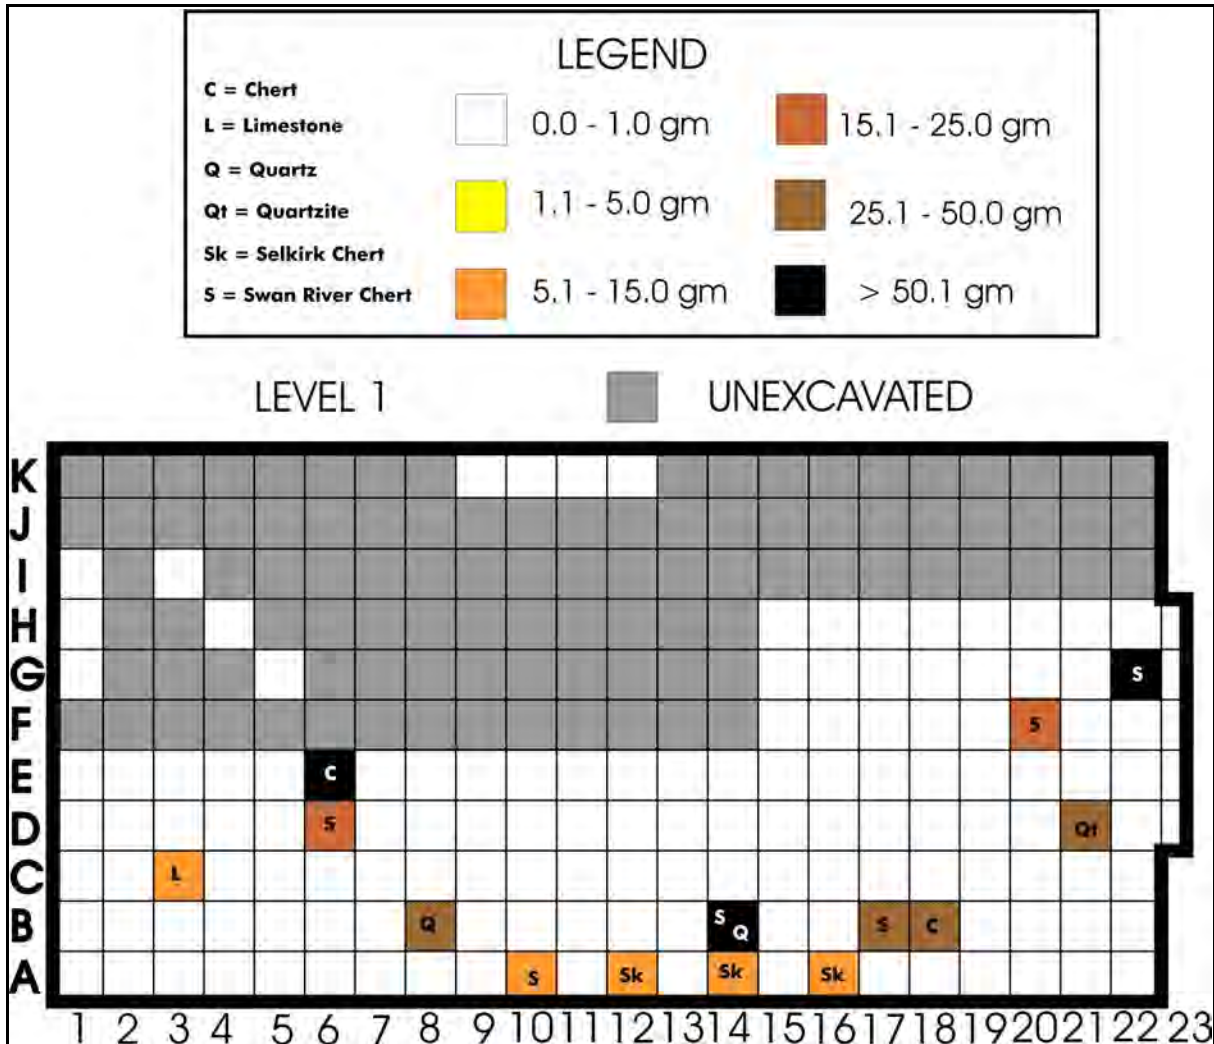 LEGEND
C = Chert
L = Limestone
Q = Quartz
Qt = Quartzite
Sk = Selkirk Chert
S = Swan River Chert
0.0 - 1.0 gm
1.1 - 5.0 gm
5.1 - 15.0 gm
15.1 - 25.0 gm
25.1 - 50.0 gm
> 50.1 gm
LEVEL 1
UNEXCAVATED
K
J
I
H
G S
F S
E C
D S Qt
C L
B Q S Q S C
A S Sk Sk Sk
1 2 3 4 5 6 7 8 9 10 11 12 13 14 15 16 17 18 19 20 21 22 23